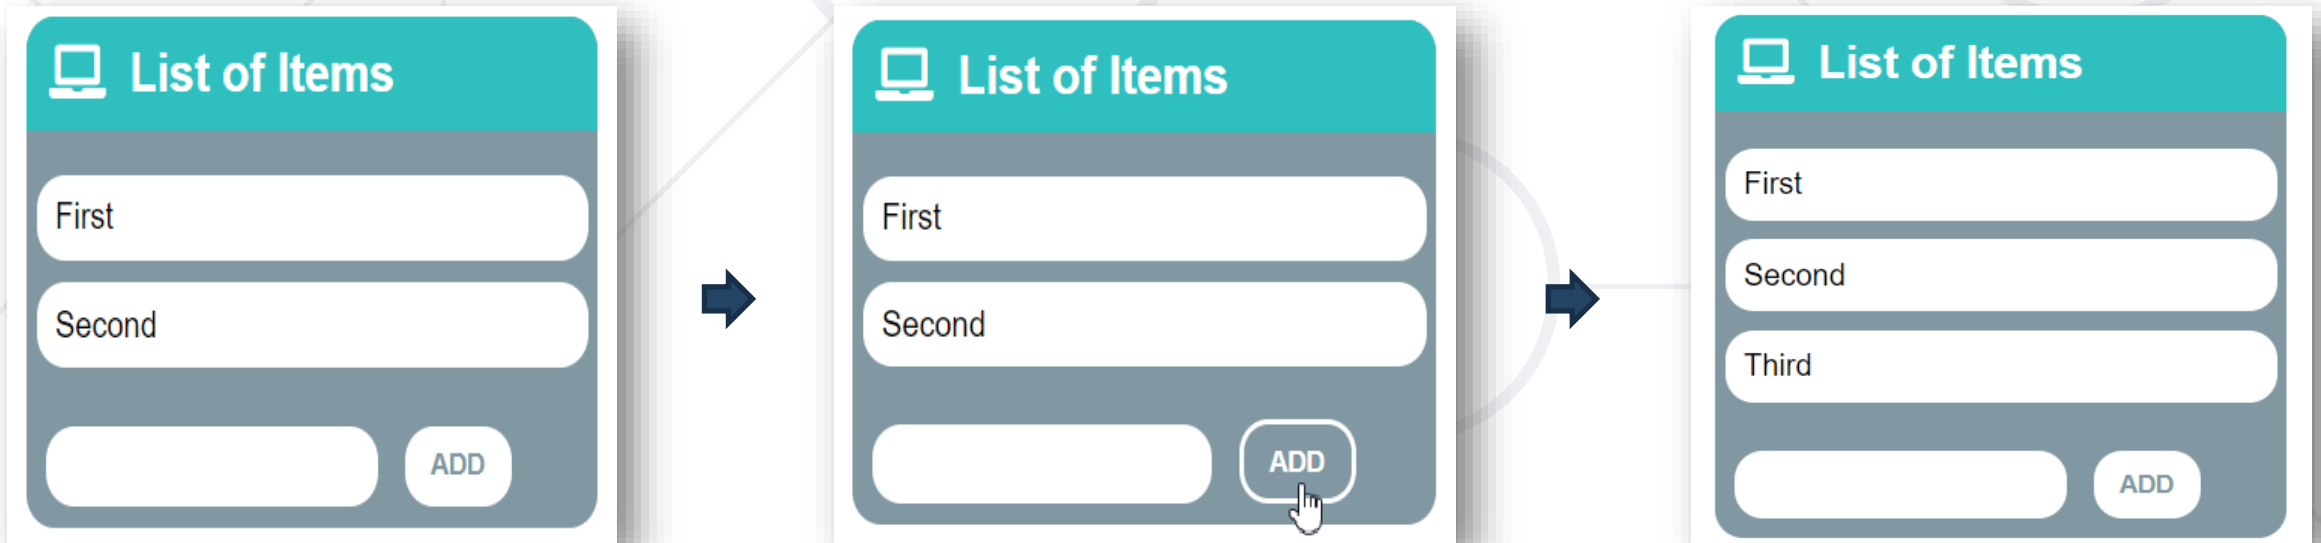 List of Items
First
Second
ADD
List of Items
First
Second
ADD
List of Items
First
Second
Third
ADD